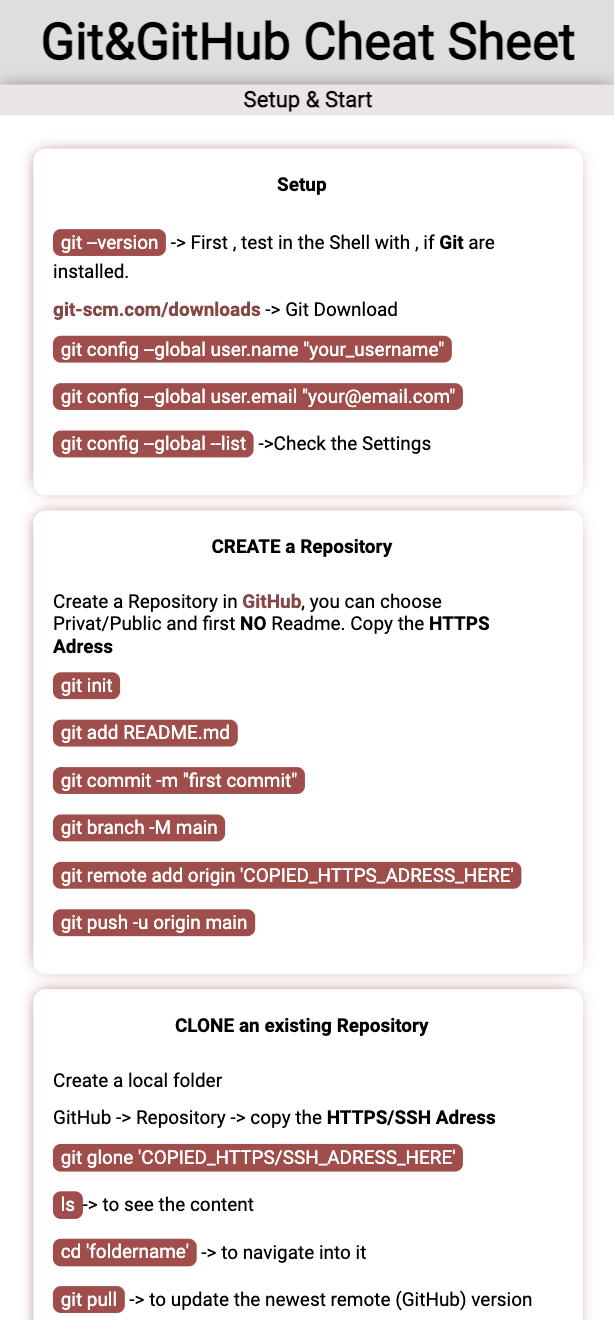 Git&GitHub Cheat Sheet
Setup & Start
Setup
git –version -> First , test in the Shell with , if Git are
installed.
git-scm.com/downloads -> Git Download
git config –global user.name "your_username"
git config –global user.email "your@email.com"
git config –global --list ->Check the Settings
CREATE a Repository
Create a Repository in GitHub, you can choose
Privat/Public and first NO Readme. Copy the HTTPS
Adress
git init
git add README.md
git commit -m "first commit"
git branch -M main
git remote add origin 'COPIED_HTTPS_ADRESS_HERE'
git push -u origin main
CLONE an existing Repository
Create a local folder
GitHub -> Repository -> copy the HTTPS/SSH Adress
git glone 'COPIED_HTTPS/SSH_ADRESS_HERE'
ls-> to see the content
cd 'foldername' -> to navigate into it
git pull -> to update the newest remote (GitHub) version